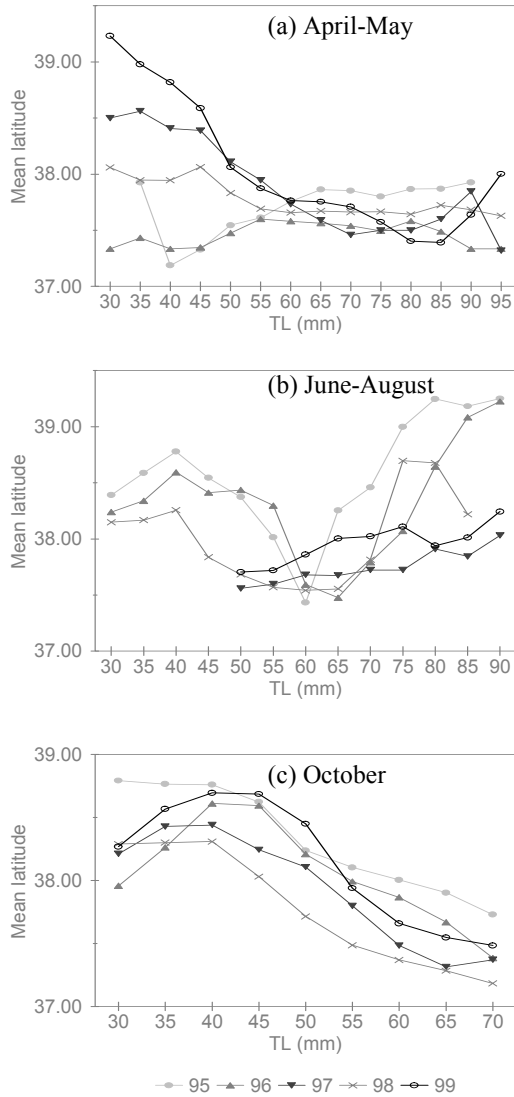 (a) April-May
39.00
38.00
37.00
Mean latitude
30 35 40 45 50 55 60 65 70 75 80 85 90 95
TL (mm)
(b) June-August
39.00
38.00
37.00
Mean latitude
30 35 40 45 50 55 60 65 70 75 80 85 90
TL (mm)
(c) October
39.00
38.00
37.00
Mean latitude
30 35 40 45 50 55 60 65 70
TL (mm)
95 96 97 98 99